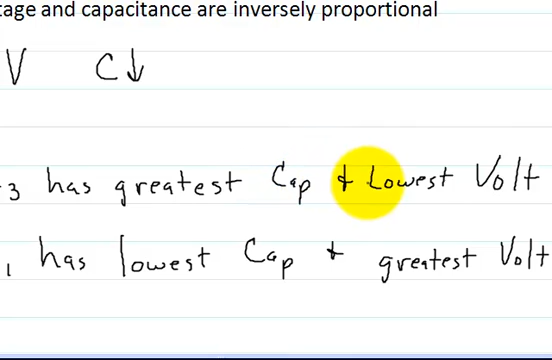 tage and capacitance are inversely proportional
V C↓
3 has greatest Cap & Lowest Volt
1 has lowest Cap + greatest Volt